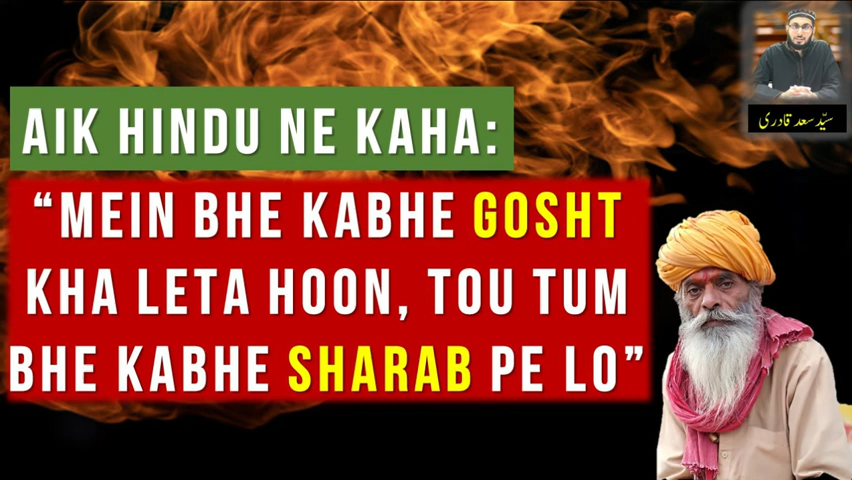 سیّد سعد قادری
AIK HINDU NE KAHA:
“MEIN BHE KABHE GOSHT
KHA LETA HOON, TOU TUM
BHE KABHE SHARAB PE LO”